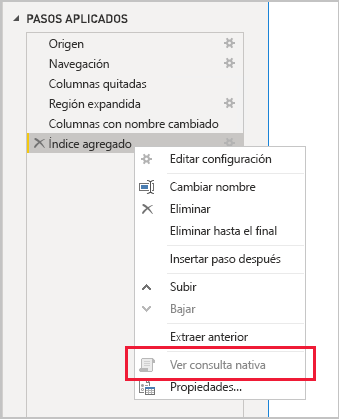 PASOS APLICADOS
Origen
Navegación
Columnas quitadas
Región expandida
Columnas con nombre cambiado
Índice agregado
Editar configuración
Cambiar nombre
Eliminar
Eliminar hasta el final
Insertar paso después
Subir
Bajar
Extraer anterior
Ver consulta nativa
Propiedades...